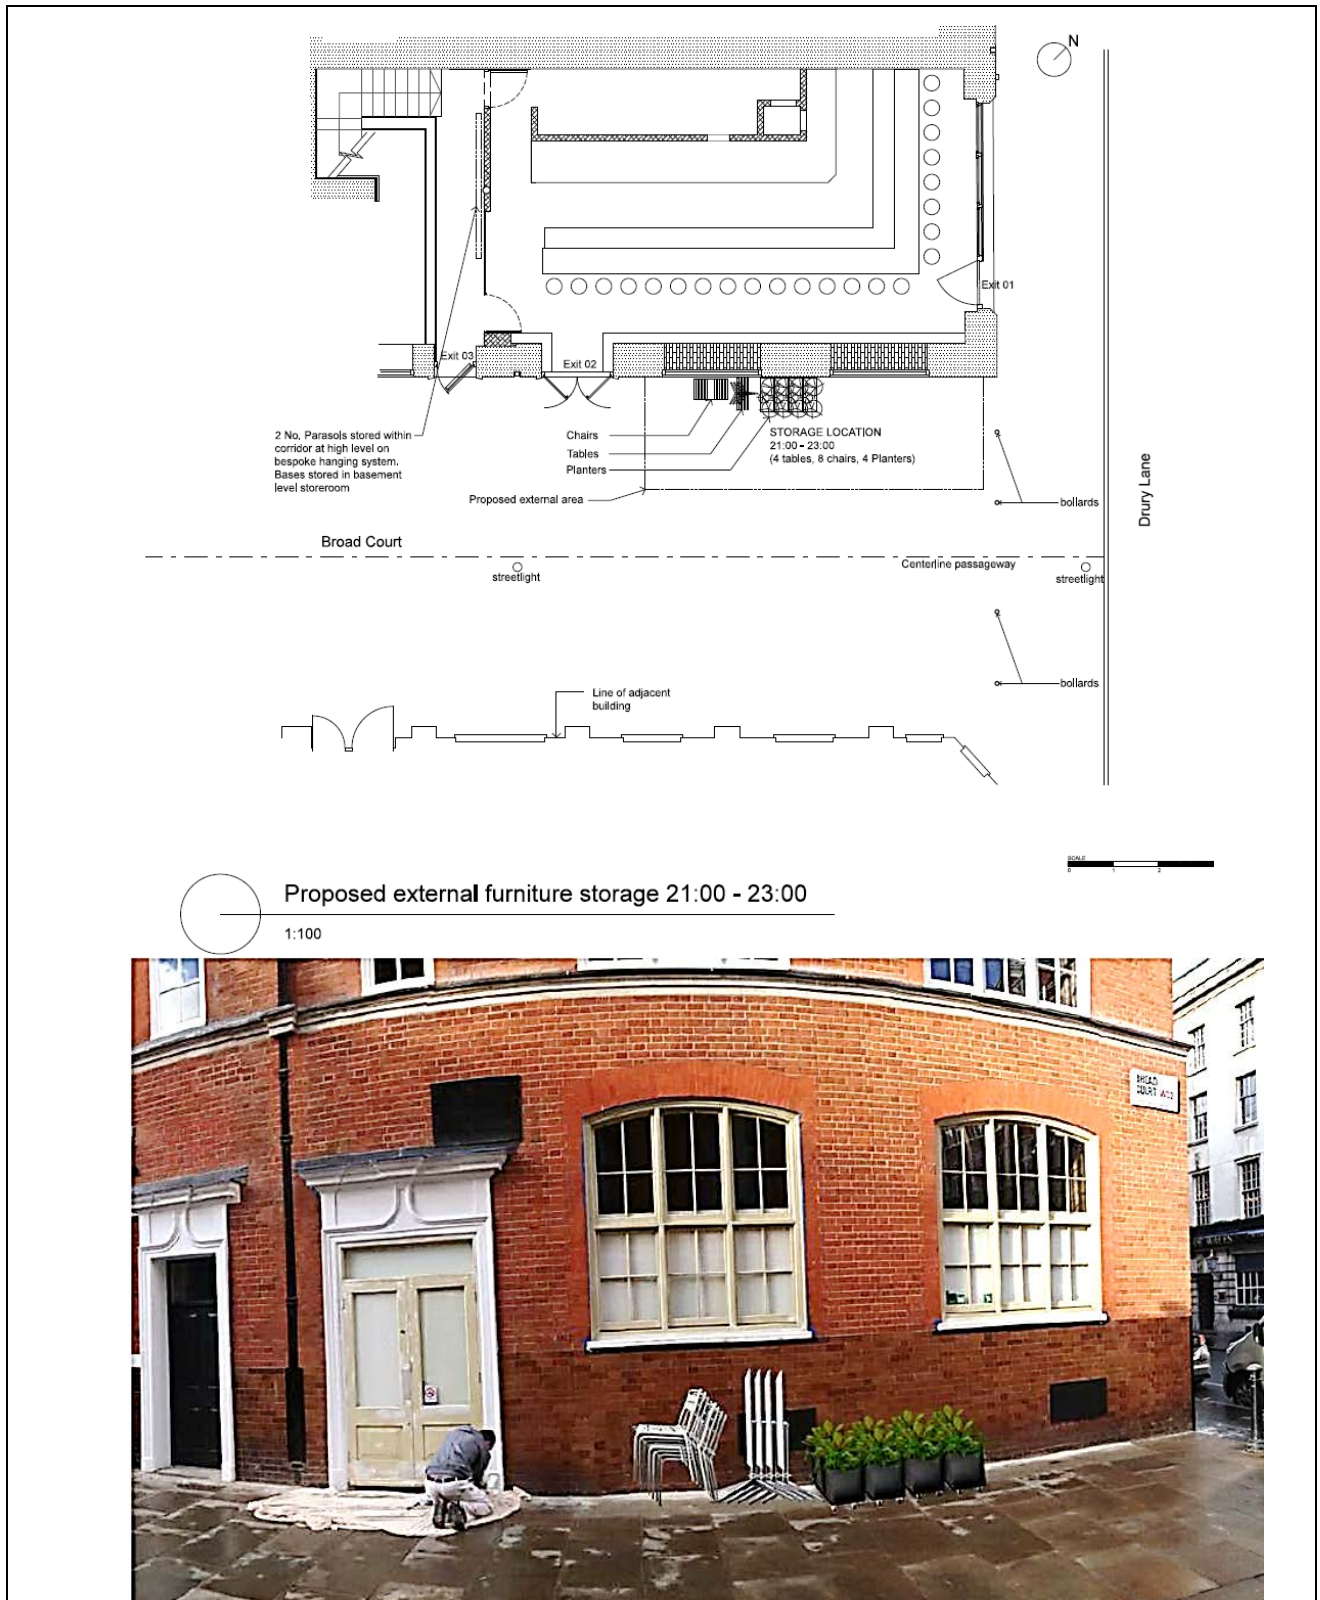 N
Exit 01
Exit 03
Exit 02
2 No. Parasols stored within
corridor at high level on
bespoke hanging system.
Bases stored in basement
level storeroom
Chairs
Tables
Planters
STORAGE LOCATION
21:00 - 23:00
(4 tables, 8 chairs, 4 Planters)
Proposed external area
bollards
Drury Lane
Broad Court
Centerline passageway
streetlight
streetlight
bollards
Line of adjacent
building
SCALE
0 1 2
Proposed external furniture storage 21:00 - 23:00
1:100
BROAD
COURT WC2